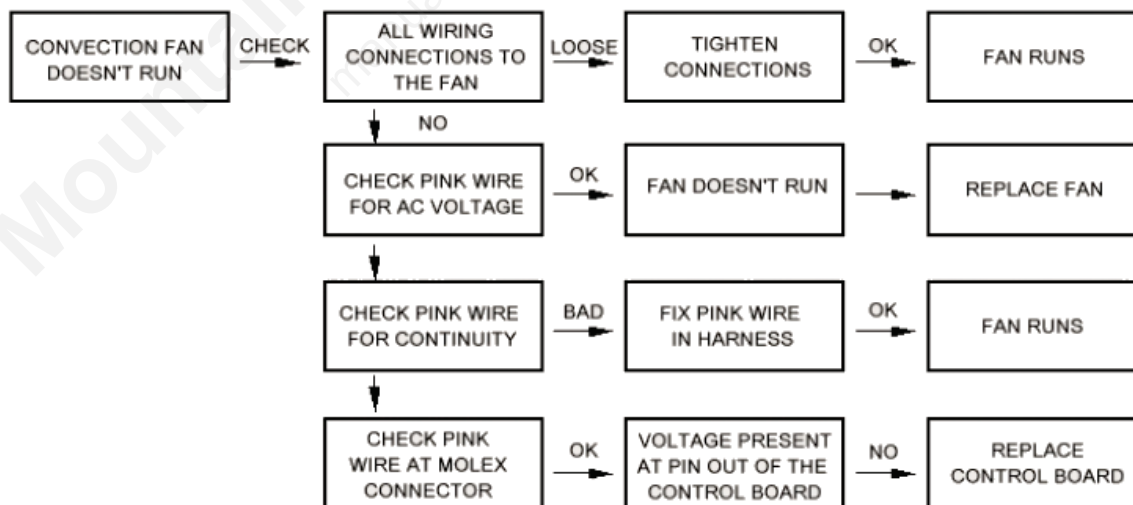 CONVECTION FAN
DOESN'T RUN
CHECK
ALL WIRING
CONNECTIONS TO
THE FAN
LOOSE
TIGHTEN
CONNECTIONS
OK
FAN RUNS
NO
CHECK PINK WIRE
FOR AC VOLTAGE
OK
FAN DOESN'T RUN
REPLACE FAN
CHECK PINK WIRE
FOR CONTINUITY
BAD
FIX PINK WIRE
IN HARNESS
OK
FAN RUNS
CHECK PINK
WIRE AT MOLEX
CONNECTOR
OK
VOLTAGE PRESENT
AT PIN OUT OF THE
CONTROL BOARD
NO
REPLACE
CONTROL BOARD